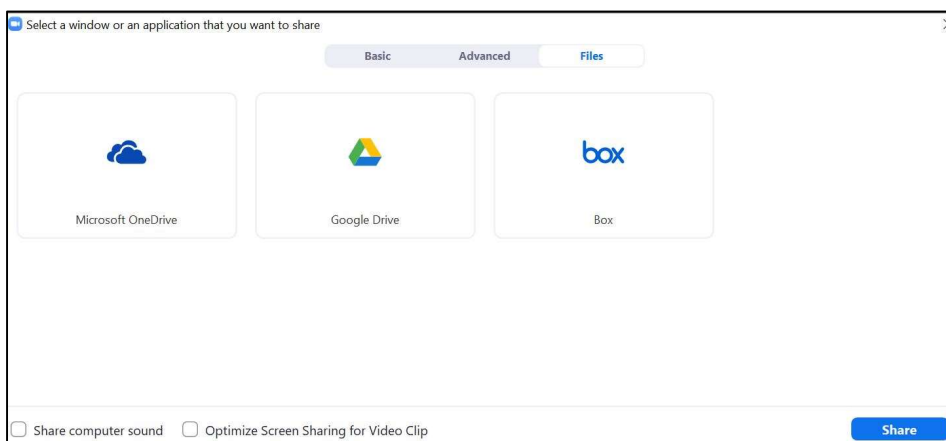 Select a window or an application that you want to share
Basic Advanced Files
box
Microsoft OneDrive Google Drive Box
Share computer sound Optimize Screen Sharing for Video Clip Share